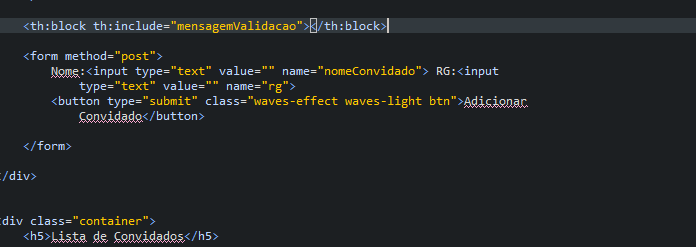 <th:block th:include="mensagemValidacao"></th:block>
<form method="post">
Nome:<input type="text" value="" name="nomeConvidado"> RG:<input
type="text" value="" name="rg">
<button type="submit" class="waves-effect waves-light btn">Adicionar
Convidado</button>
</form>
/div>
div class="container">
<h5>Lista de Convidados</h5>